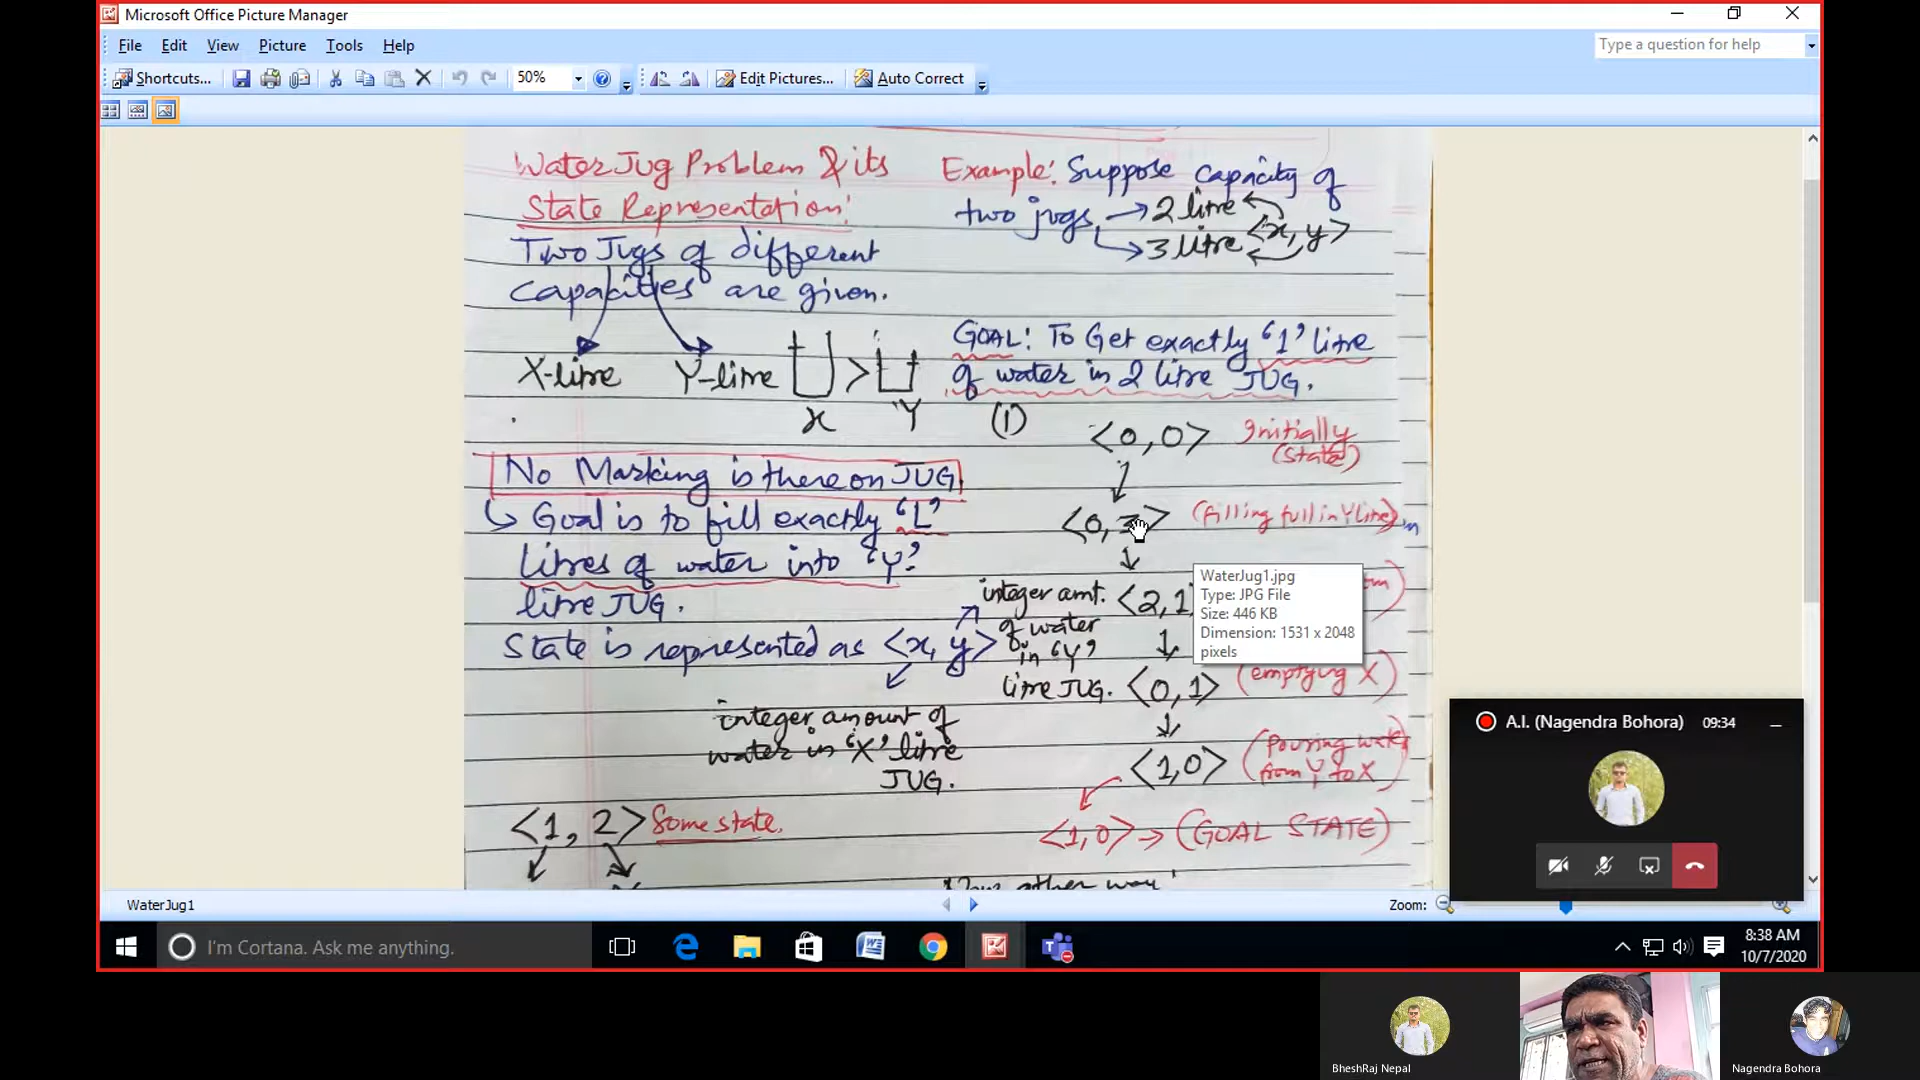 Microsoft Office Picture Manager
File Edit View Picture Tools Help
Type a question for help
Shortcuts... 50% Edit Pictures... Auto Correct
Water Jug Problem & its
State Representation:
Two Jugs of different
capacities are given.
X-litre Y-litre >
x Y
No Marking is there on JUG
Goal is to fill exactly 'L'
litres of water into 'Y'
litre JUG.
State is represented as <x, y>
integer amt.
of water
in 'Y'
litre JUG.
integer amount of
water in 'X' litre
JUG.
<1, 2> Some state.
Example: Suppose capacity of
two jugs → 2 litre
→ 3 litre <x, y>
GOAL: To Get exactly '1' litre
of water in 2 litre JUG.
(1)
<0, 0> Initially
(state)
<0, 3> (filling full in Y litre)
<2, 1
<0, 1> (emptying X)
<1, 0> (Pouring water
from Y to X)
<1, 0> → (GOAL STATE)
other way
WaterJug1.jpg
Type: JPG File
Size: 446 KB
Dimension: 1531 x 2048
pixels
A.I. (Nagendra Bohora) 09:34
WaterJug1
Zoom:
I'm Cortana. Ask me anything.
8:38 AM
10/7/2020
BheshRaj Nepal
Nagendra Bohora